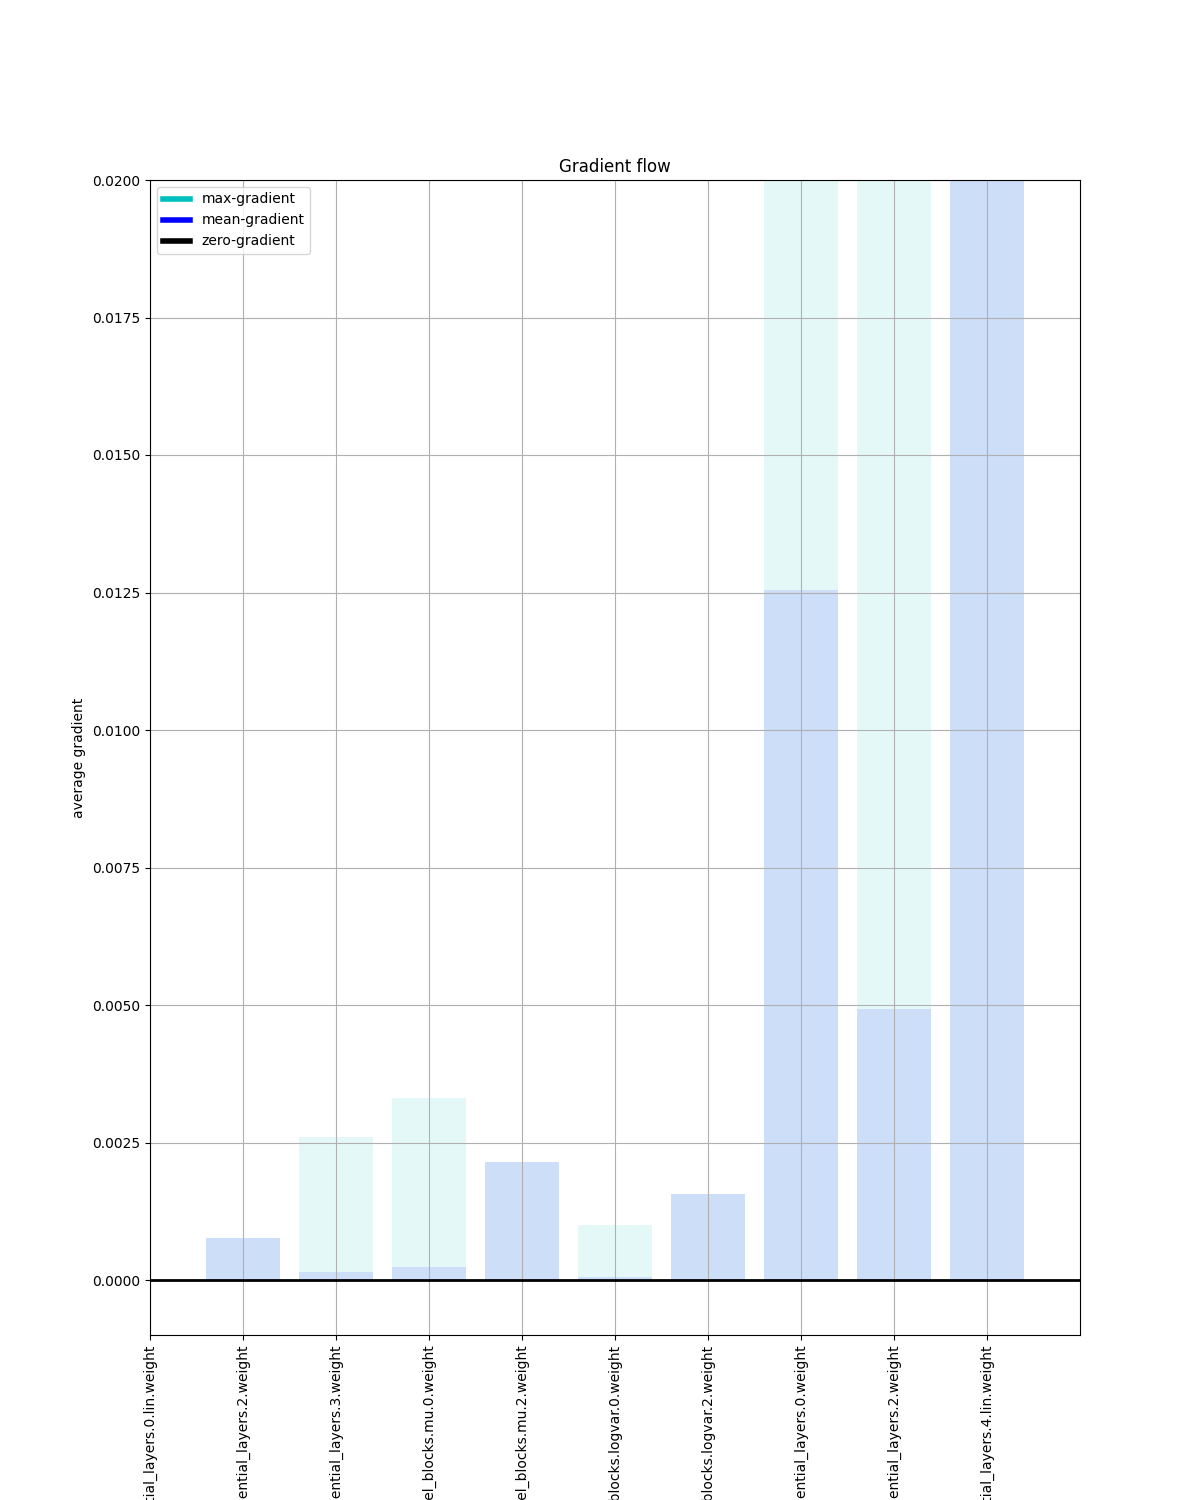 Gradient flow
max-gradient
mean-gradient
zero-gradient
0.0200
0.0175
0.0150
0.0125
0.0100
0.0075
0.0050
0.0025
0.0000
average gradient
tial_layers.0.lin.weight
ential_layers.2.weight
ential_layers.3.weight
el_blocks.mu.0.weight
el_blocks.mu.2.weight
blocks.logvar.0.weight
blocks.logvar.2.weight
ential_layers.0.weight
ential_layers.2.weight
tial_layers.4.lin.weight